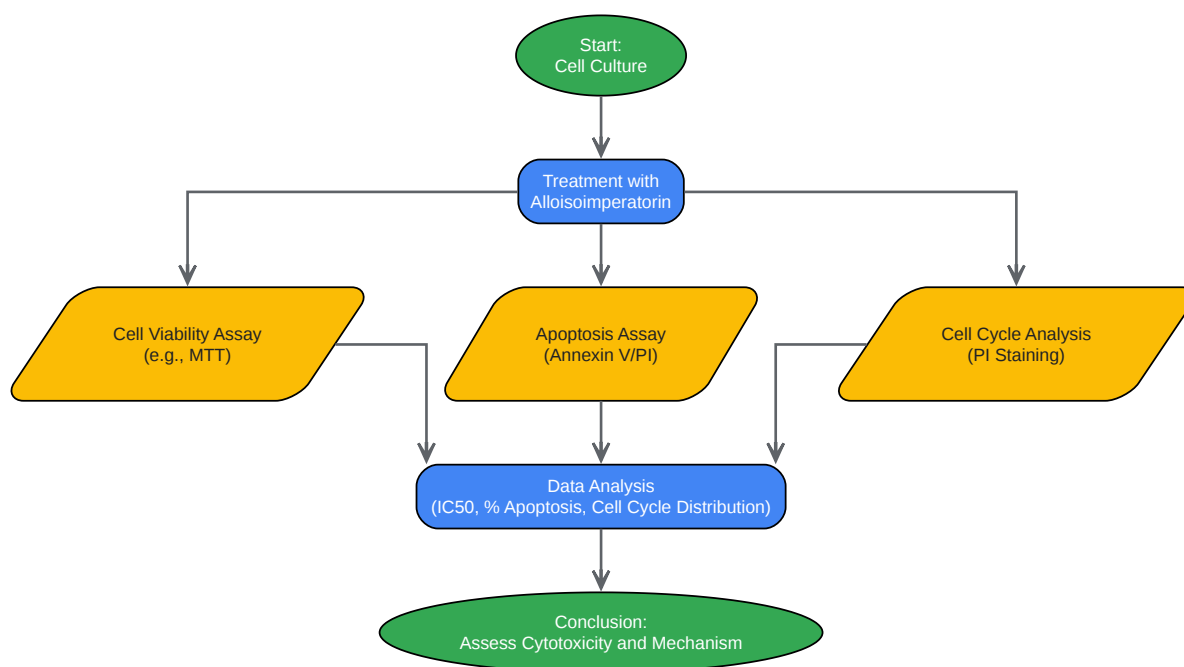 Start:
Cell Culture
Treatment with
Alloisoimperatorin
Cell Viability Assay
(e.g., MTT)
Apoptosis Assay
(Annexin V/PI)
Cell Cycle Analysis
(PI Staining)
Data Analysis
(IC50, % Apoptosis, Cell Cycle Distribution)
Conclusion:
Assess Cytotoxicity and Mechanism